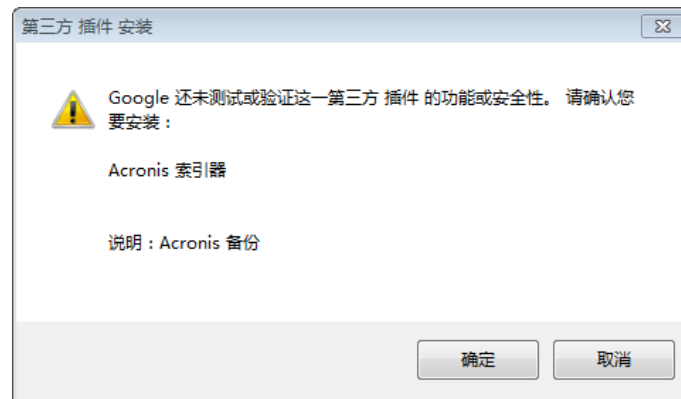 第三方 插件 安装
Google 还未测试或验证这一第三方 插件 的功能或安全性。 请确认您
要安装：
Acronis 索引器
说明：Acronis 备份
确定
取消